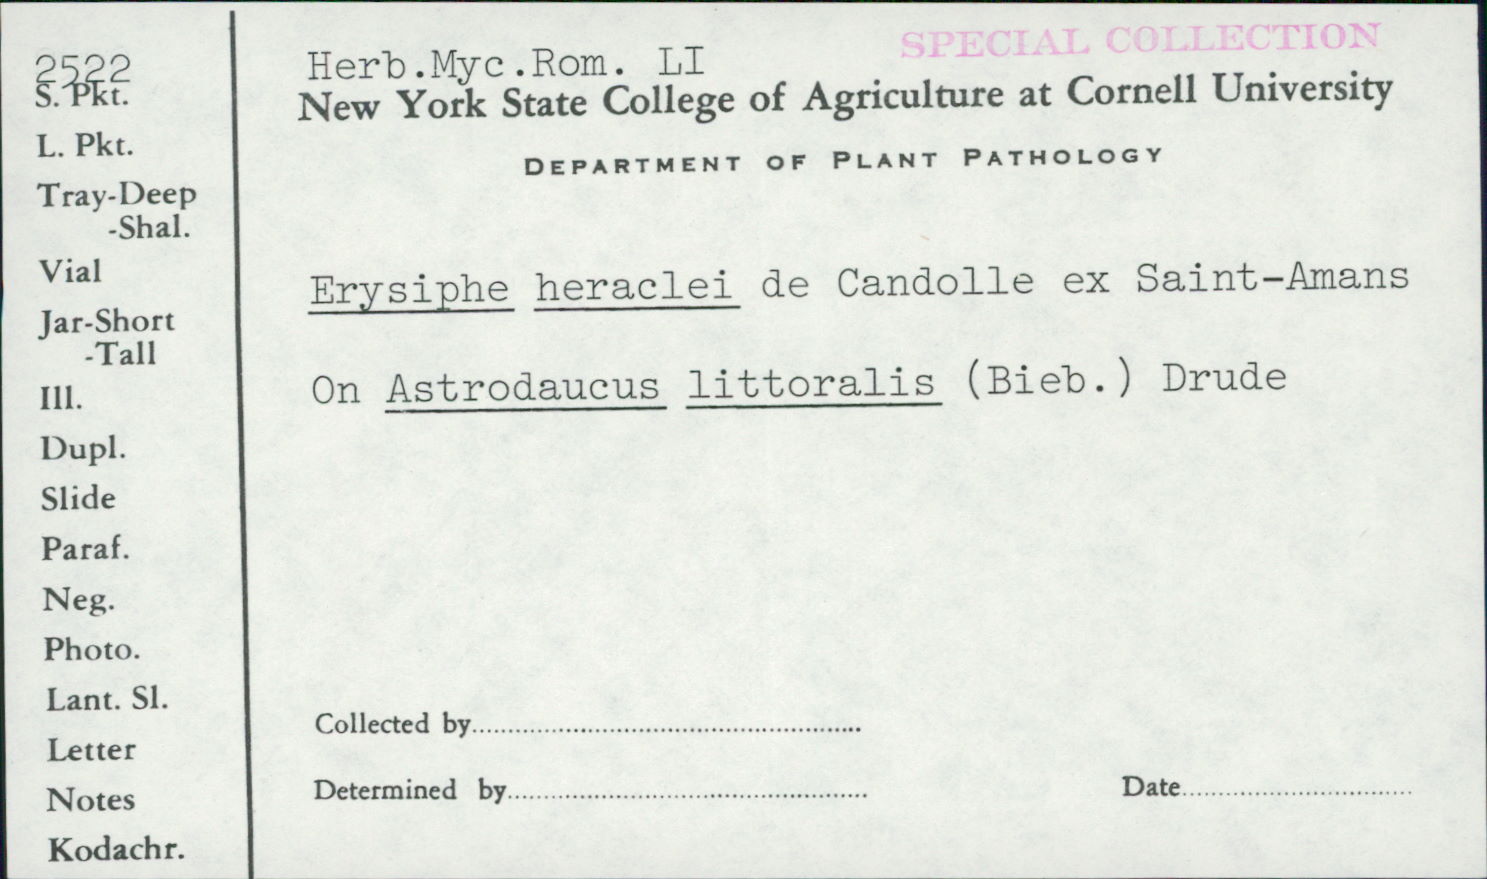 SPECIAL COLLECTION
2522
S. Pkt.
L. Pkt.
Tray-Deep
-Shal.
Vial
Jar-Short
-Tall
Ill.
Dupl.
Slide
Paraf.
Neg.
Photo.
Lant. Sl.
Letter
Notes
Kodachr.
Herb.Myc.Rom. LI
New York State College of Agriculture at Cornell University
DEPARTMENT OF PLANT PATHOLOGY
Erysiphe heraclei de Candolle ex Saint-Amans
On Astrodaucus littoralis (Bieb.) Drude
Collected by
Determined by
Date